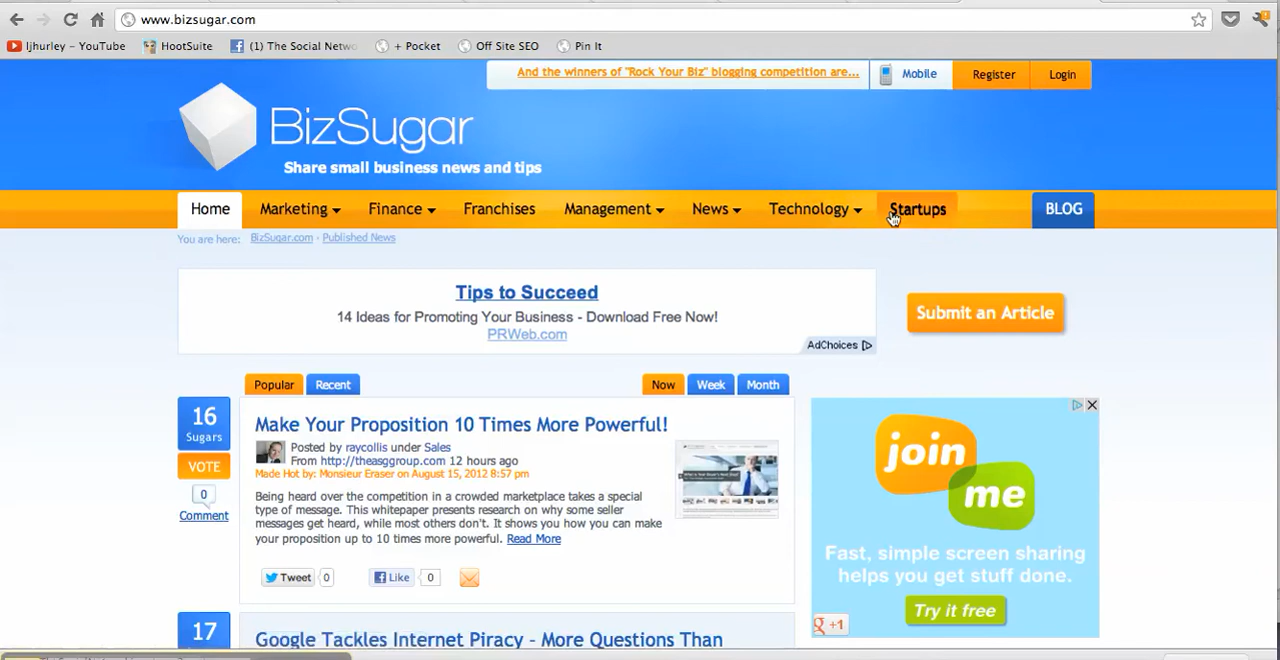 www.bizsugar.com
ljhurley - YouTube
HootSuite
(1) The Social Netwo
+ Pocket
Off Site SEO
Pin It
And the winners of "Rock Your Biz" blogging competition are...
Mobile
Register
Login
BizSugar
Share small business news and tips
Home
Marketing
Finance
Franchises
Management
News
Technology
Startups
BLOG
You are here:
BizSugar.com
Published News
Tips to Succeed
14 Ideas for Promoting Your Business - Download Free Now!
PRWeb.com
AdChoices
Submit an Article
Popular
Recent
Now
Week
Month
16
Sugars
VOTE
0
Comment
Make Your Proposition 10 Times More Powerful!
Posted by raycollis under Sales
From http://theasggroup.com 12 hours ago
Made Hot by: Monsieur Eraser on August 15, 2012 8:57 pm
Being heard over the competition in a crowded marketplace takes a special
type of message. This whitepaper presents research on why some seller
messages get heard, while most others don't. It shows you how you can make
your proposition up to 10 times more powerful. Read More
Tweet
0
Like
0
join
me
Fast, simple screen sharing
helps you get stuff done.
Try it free
g +1
17
Google Tackles Internet Piracy - More Questions Than